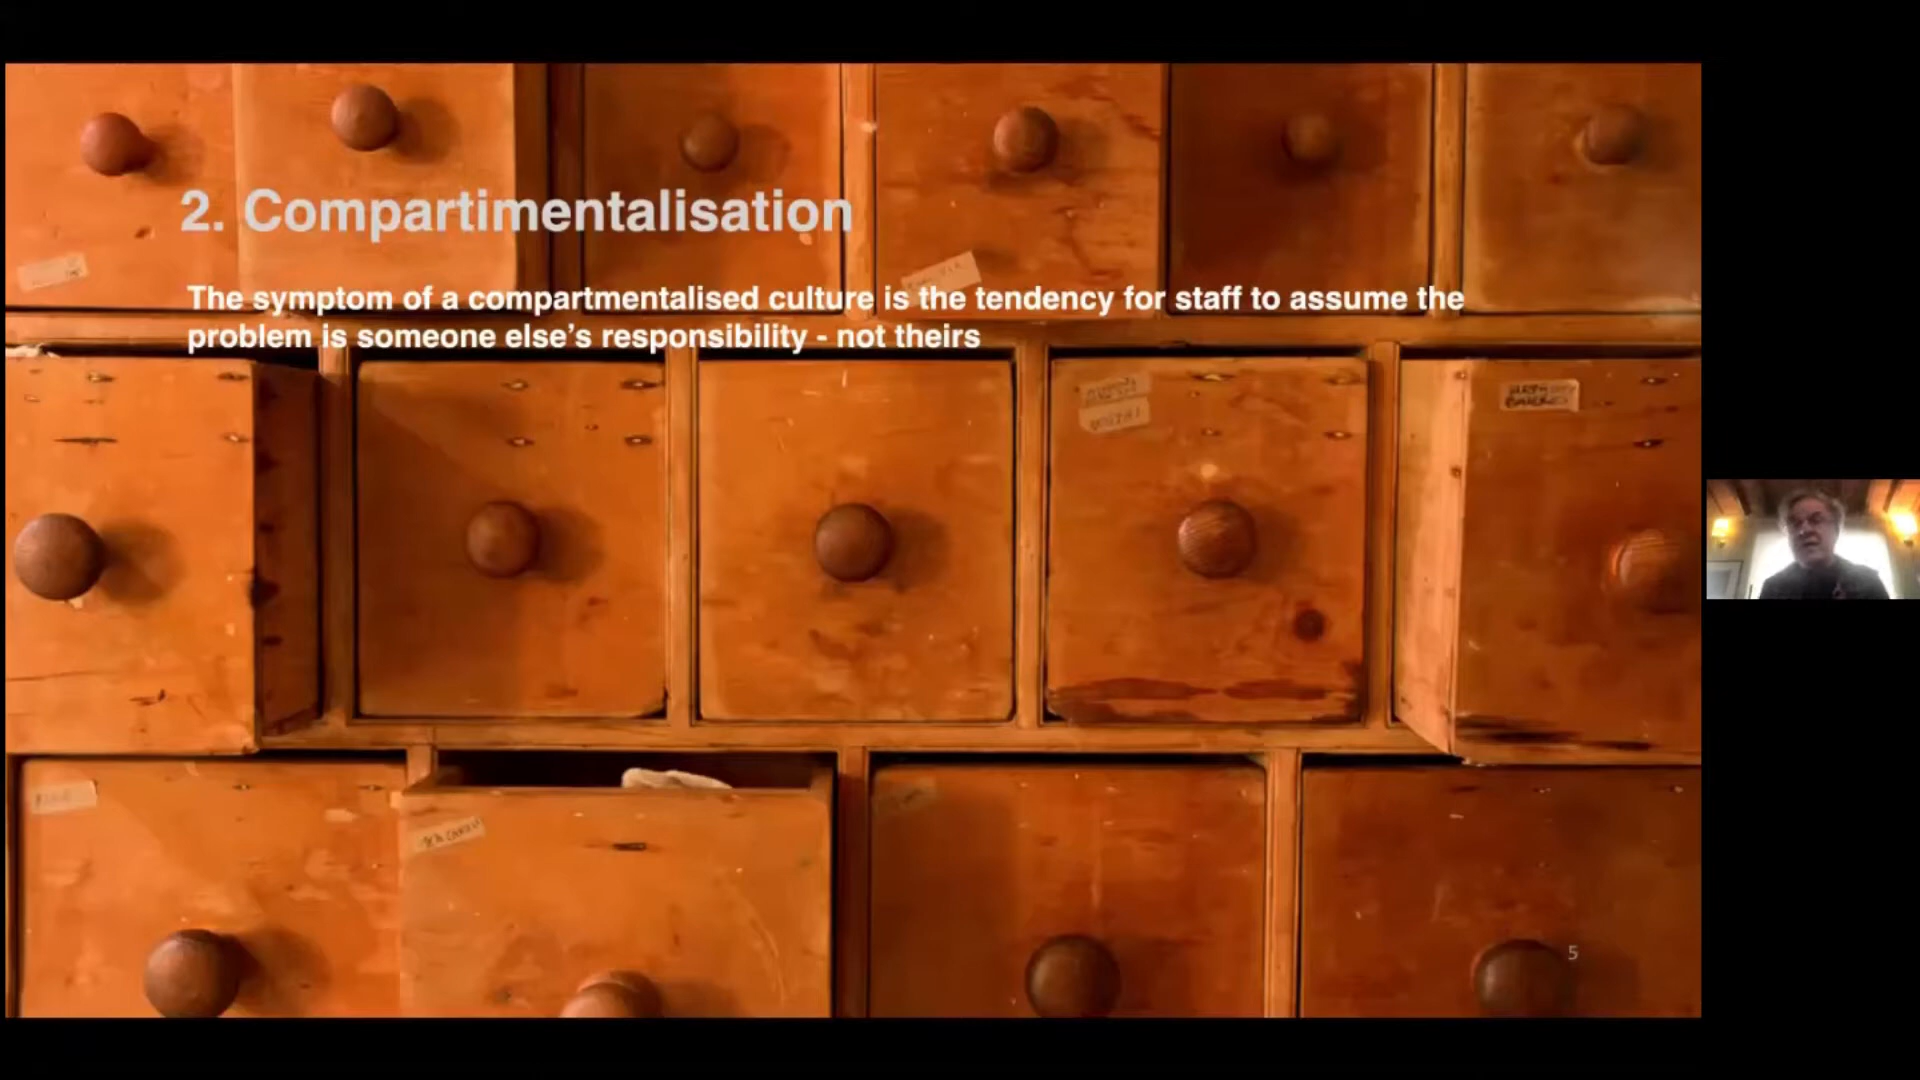 2. Compartimentalisation
The symptom of a compartmentalised culture is the tendency for staff to assume the
problem is someone else’s responsibility - not theirs
5